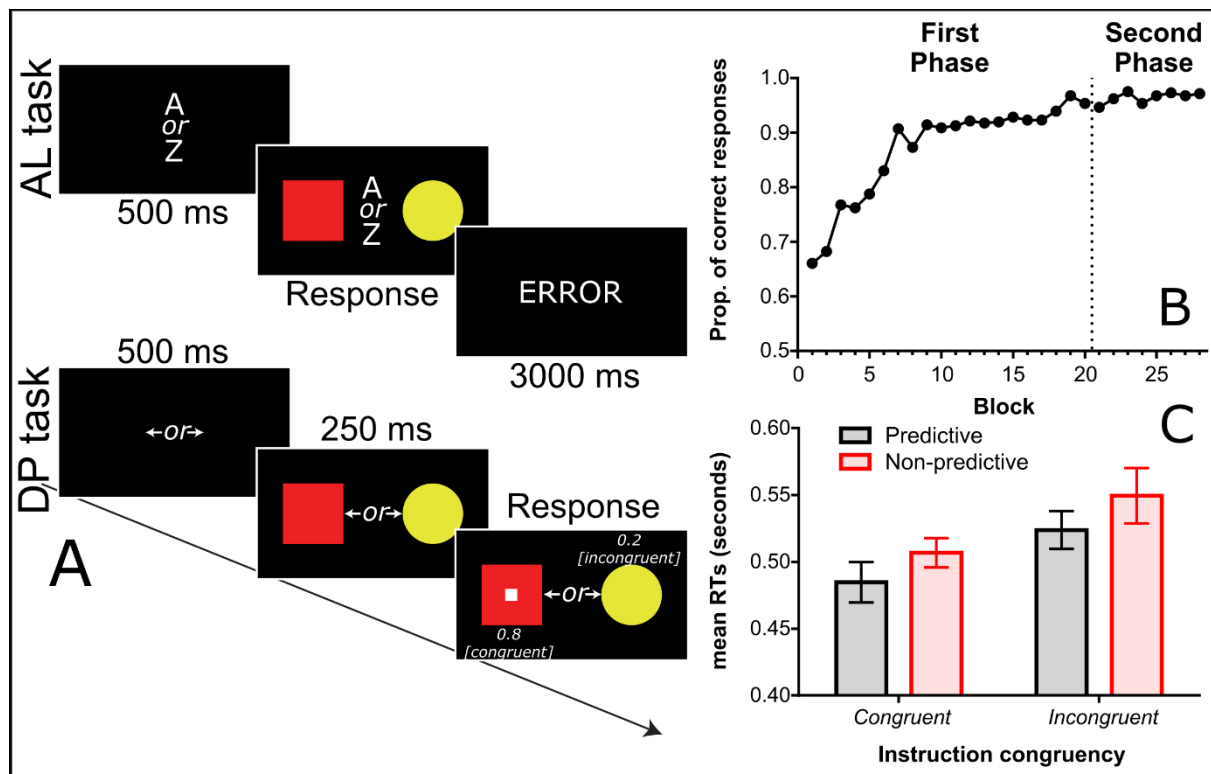 AL task
A
or
Z
500 ms
A
or
Z
Response
ERROR
3000 ms
DP task
500 ms
←or→
250 ms
←or→
Response
0.2
[incongruent]
←or→
0.8
[congruent]
A
First
Phase
Second
Phase
Prop. of correct responses
1.0
0.9
0.8
0.7
0.6
0.5
0 5 10 15 20 25
Block
B
C
mean RTs (seconds)
0.60
0.55
0.50
0.45
0.40
Predictive
Non-predictive
Congruent Incongruent
Instruction congruency